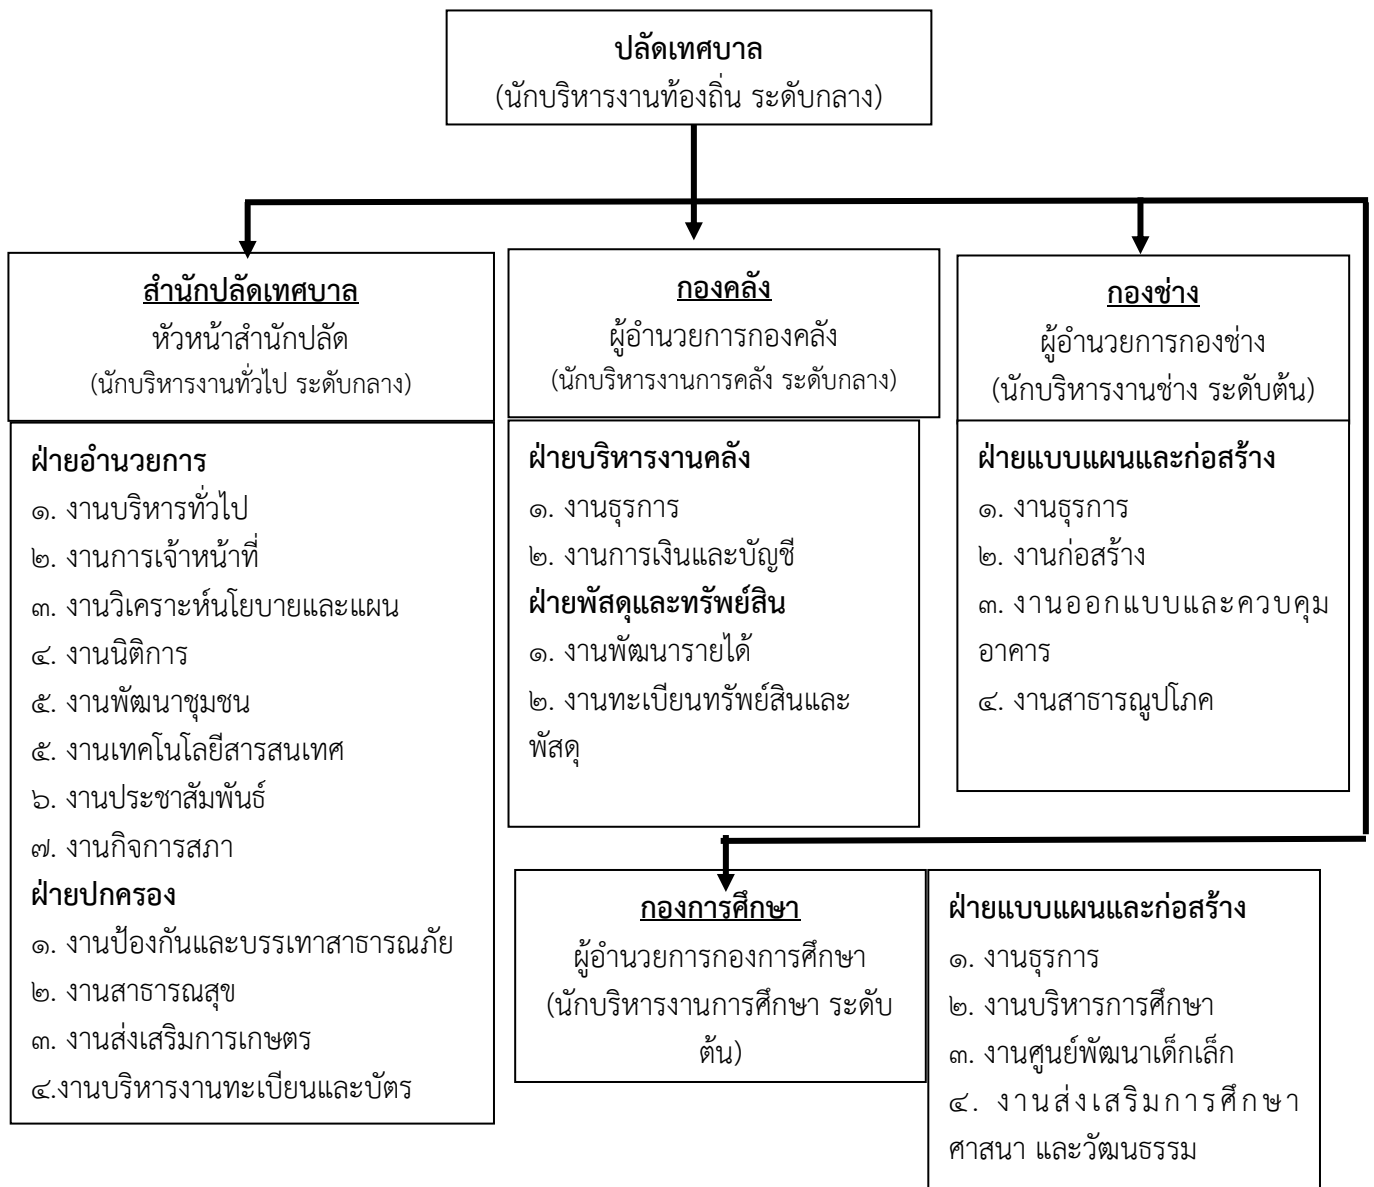 ปลัดเทศบาล
(นักบริหารงานท้องถิ่น ระดับกลาง)
สำนักปลัดเทศบาล
หัวหน้าสำนักปลัด
(นักบริหารงานทั่วไป ระดับกลาง)
ฝ่ายอำนวยการ
๑. งานบริหารทั่วไป
๒. งานการเจ้าหน้าที่
๓. งานวิเคราะห์นโยบายและแผน
๔. งานนิติการ
๕. งานพัฒนาชุมชน
๕. งานเทคโนโลยีสารสนเทศ
๖. งานประชาสัมพันธ์
๗. งานกิจการสภา
ฝ่ายปกครอง
๑. งานป้องกันและบรรเทาสาธารณภัย
๒. งานสาธารณสุข
๓. งานส่งเสริมการเกษตร
๔.งานบริหารงานทะเบียนและบัตร
กองคลัง
ผู้อำนวยการกองคลัง
(นักบริหารงานการคลัง ระดับกลาง)
ฝ่ายบริหารงานคลัง
๑. งานธุรการ
๒. งานการเงินและบัญชี
ฝ่ายพัสดุและทรัพย์สิน
๑. งานพัฒนารายได้
๒. งานทะเบียนทรัพย์สินและ
พัสดุ
กองช่าง
ผู้อำนวยการกองช่าง
(นักบริหารงานช่าง ระดับต้น)
ฝ่ายแบบแผนและก่อสร้าง
๑. งานธุรการ
๒. งานก่อสร้าง
๓. งานออกแบบและควบคุม
อาคาร
๔. งานสาธารณูปโภค
กองการศึกษา
ผู้อำนวยการกองการศึกษา
(นักบริหารงานการศึกษา ระดับ
ต้น)
ฝ่ายแบบแผนและก่อสร้าง
๑. งานธุรการ
๒. งานบริหารการศึกษา
๓. งานศูนย์พัฒนาเด็กเล็ก
๔. งานส่งเสริมการศึกษา
ศาสนา และวัฒนธรรม